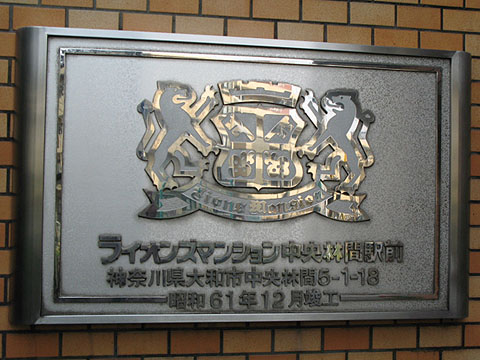 Lions Mansion
ライオンズマンション中央林間駅前
神奈川県大和市中央林間5-1-18
昭和61年12月竣工